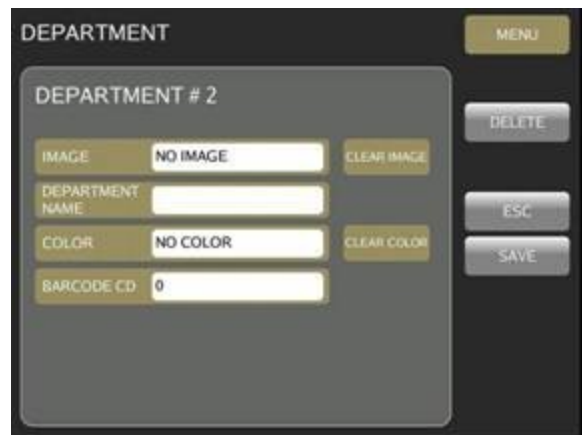 DEPARTMENT
MENU
DEPARTMENT # 2
DELETE
IMAGE NO IMAGE CLEAR IMAGE
DEPARTMENT
NAME
ESC
COLOR NO COLOR CLEAR COLOR
SAVE
BARCODE CD 0